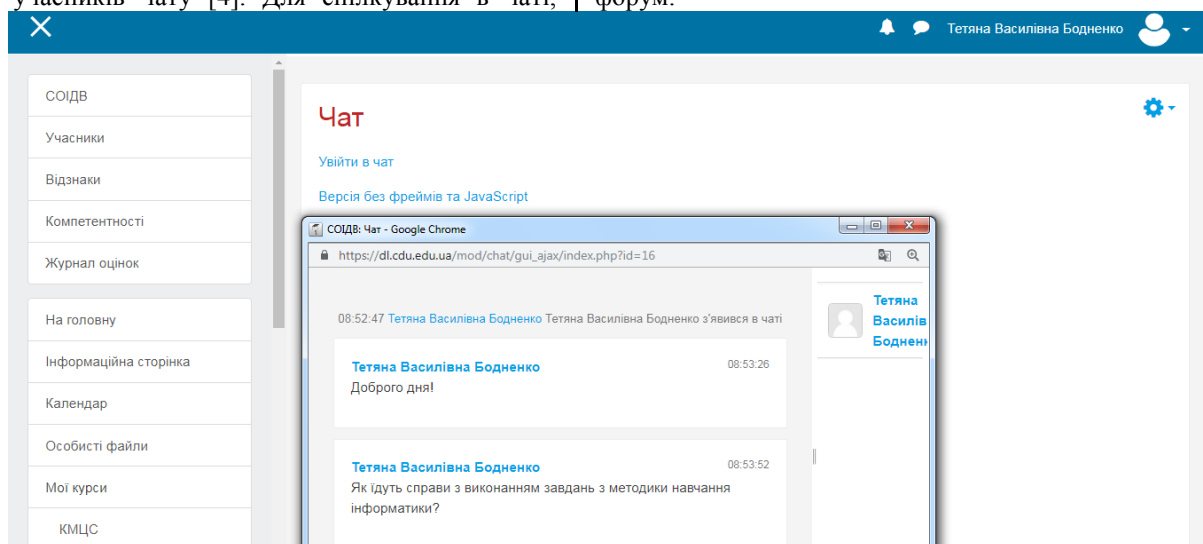 учасників чату [4]. Для спілкування в чаті,
форум.
Тетяна Василівна Бодненко
СОІДВ
Учасники
Відзнаки
Компетентності
Журнал оцінок
На головну
Інформаційна сторінка
Календар
Особисті файли
Мої курси
КМЦС
Чат
Увійти в чат
Версія без фреймів та JavaScript
СОІДВ: Чат - Google Chrome
https://dl.cdu.edu.ua/mod/chat/gui_ajax/index.php?id=16
08:52:47 Тетяна Василівна Бодненко Тетяна Василівна Бодненко з'явився в чаті
Тетяна Василівна Бодненко 08:53:26
Доброго дня!
Тетяна Василівна Бодненко 08:53:52
Як їдуть справи з виконанням завдань з методики навчання
інформатики?
Тетяна
Василів
Бодненк